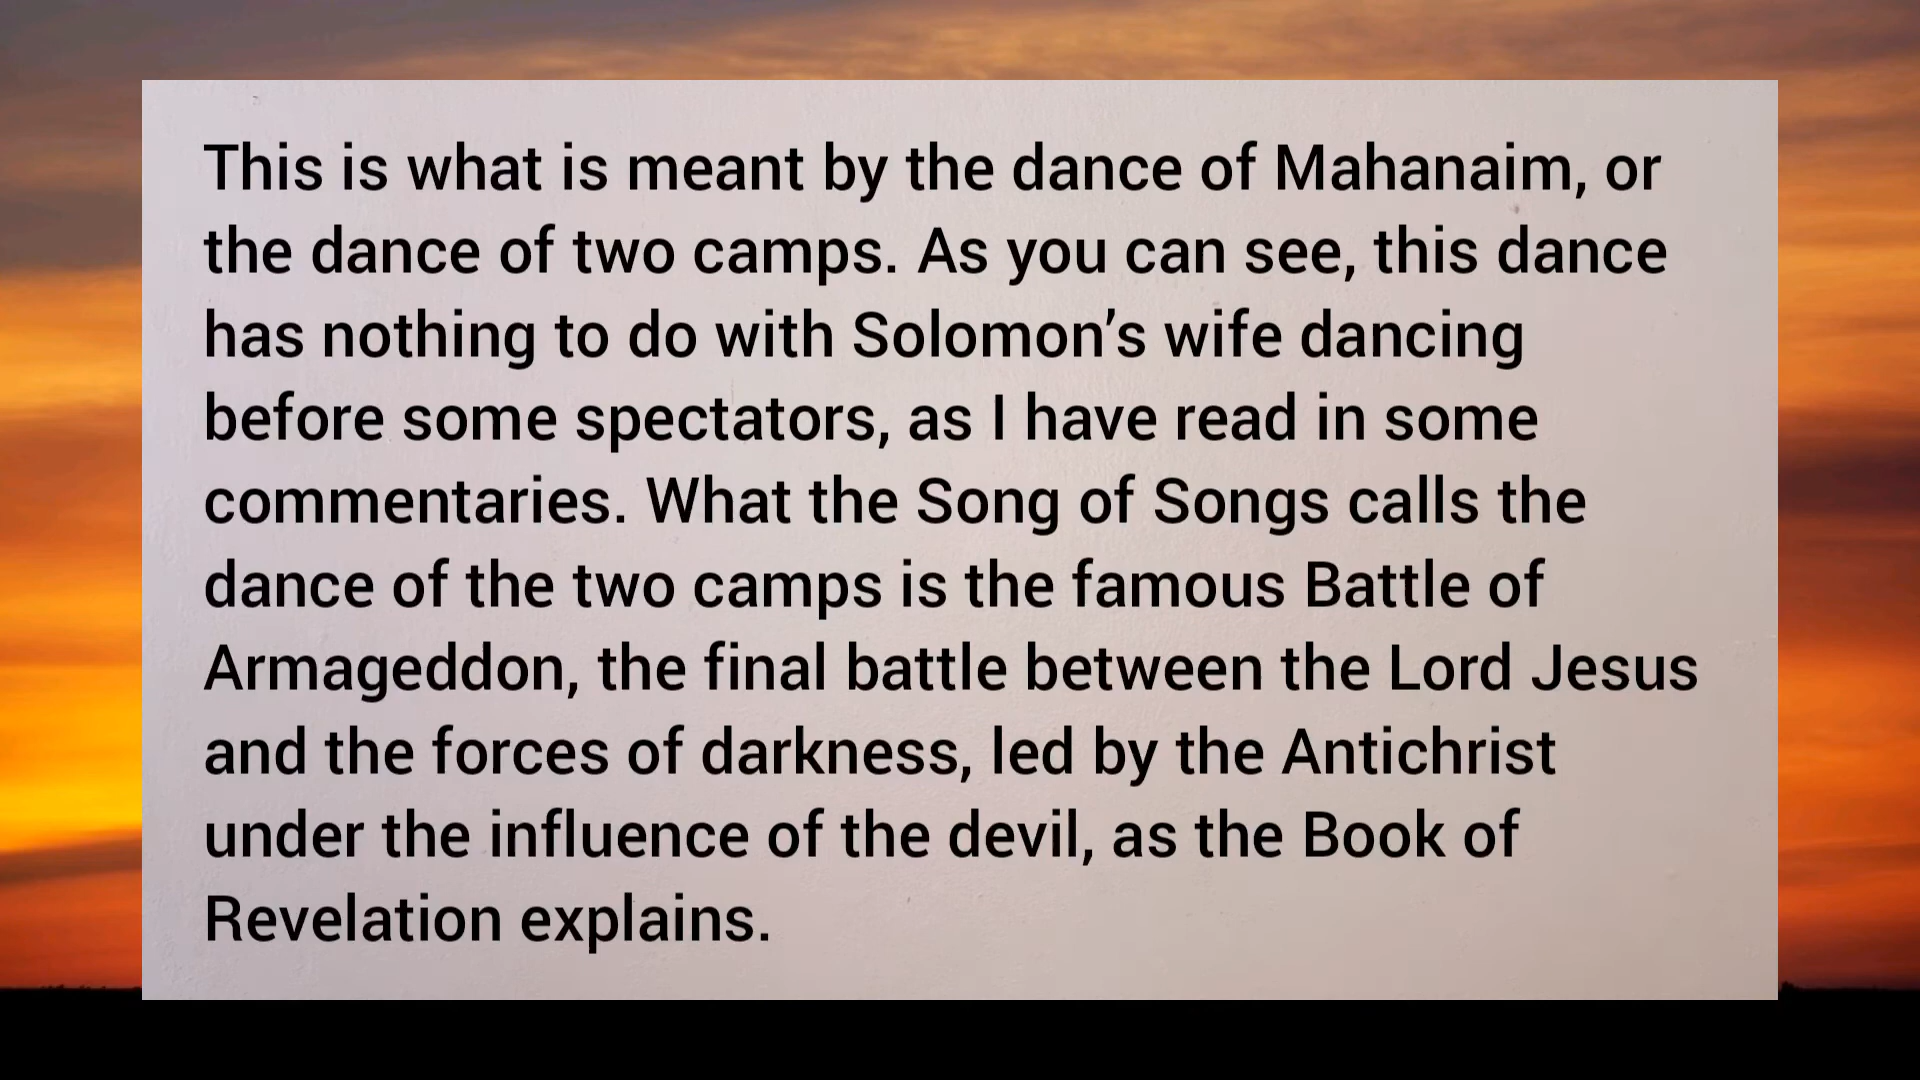 This is what is meant by the dance of Mahanaim, or
the dance of two camps. As you can see, this dance
has nothing to do with Solomon’s wife dancing
before some spectators, as I have read in some
commentaries. What the Song of Songs calls the
dance of the two camps is the famous Battle of
Armageddon, the final battle between the Lord Jesus
and the forces of darkness, led by the Antichrist
under the influence of the devil, as the Book of
Revelation explains.